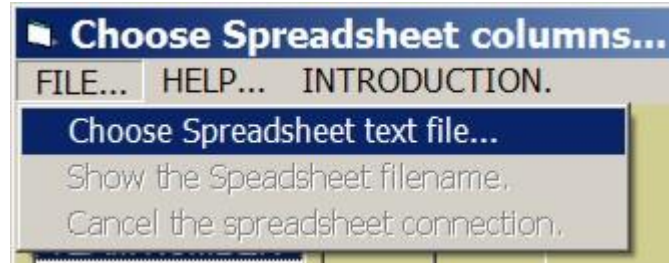 Choose Spreadsheet columns...
FILE... HELP... INTRODUCTION.
Choose Spreadsheet text file...
Show the Speadsheet filename.
Cancel the spreadsheet connection.